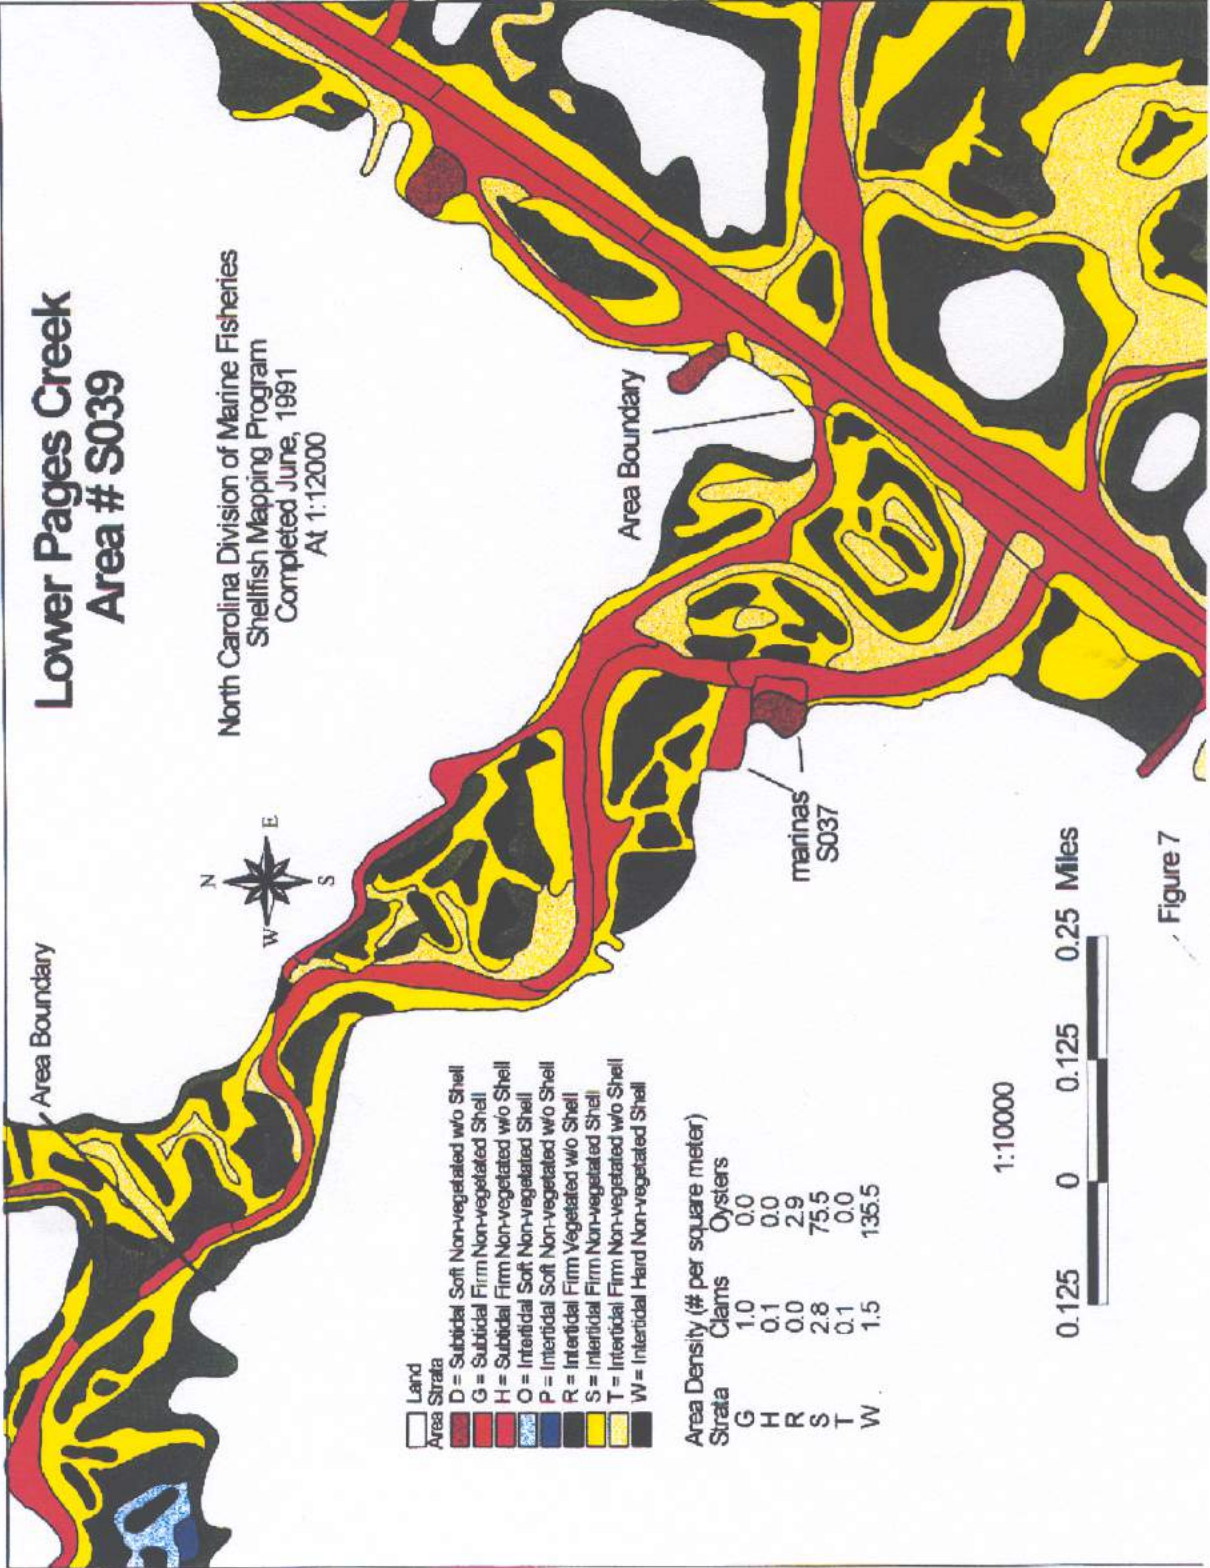 Lower Pages Creek
Area # S039
North Carolina Division of Marine Fisheries
Shellfish Mapping Program
Completed June, 1991
At 1:12000
Area Boundary
N
W E
S
Area Boundary
marinas
S037
Land
Area Strata
D = Subtidal Soft Non-vegetated w/o Shell
G = Subtidal Firm Non-vegetated Shell
H = Subtidal Firm Non-vegetated w/o Shell
O = Intertidal Soft Non-vegetated Shell
P = Intertidal Soft Non-vegetated w/o Shell
R = Intertidal Firm Vegetated w/o Shell
S = Intertidal Firm Non-vegetated Shell
T = Intertidal Firm Non-vegetated w/o Shell
W = Intertidal Hard Non-vegetated Shell
Area Density (# per square meter)
Strata Clams Oysters
G 1.0 0.0
H 0.1 0.0
R 0.0 2.9
S 2.8 75.5
T 0.1 0.0
W 1.5 135.5
1:10000
0.125 0 0.125 0.25 Miles
Figure 7